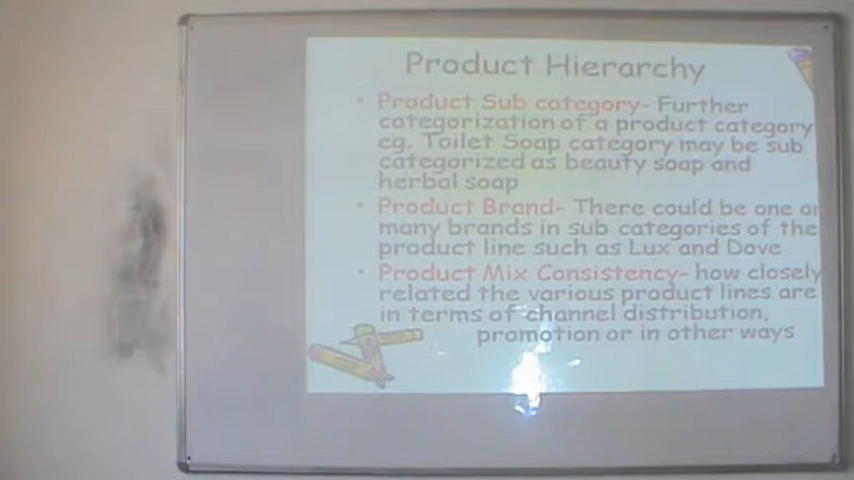 Product Hierarchy
• Product Sub category- Further
categorization of a product category
eg. Toilet Soap category may be sub
categorized as beauty soap and
herbal soap
• Product Brand- There could be one or
many brands in sub categories of the
product line such as Lux and Dove
• Product Mix Consistency- how closely
related the various product lines are
in terms of channel distribution,
promotion or in other ways